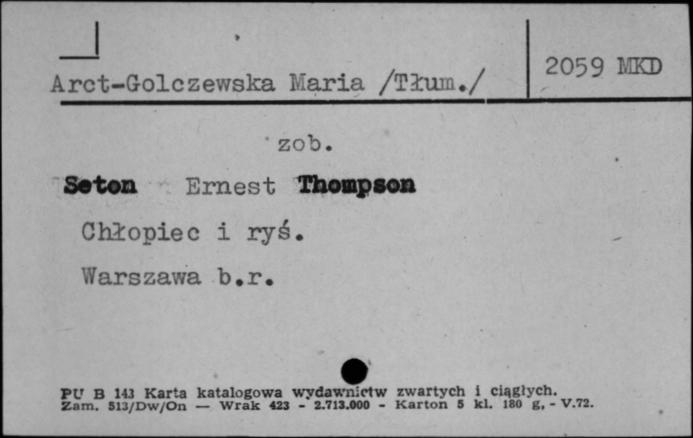 Arct-Golczewska Maria /Tłum./
2059 MKD
zob.
Seton Ernest Thompson
Chłopiec i ryś.
Warszawa b.r.
PU B 143 Karta katalogowa wydawnictw zwartych i ciągłych.
Zam. 513/Dw/On — Wrak 423 - 2.713.000 - Karton 5 kl. 180 g, - V.72.